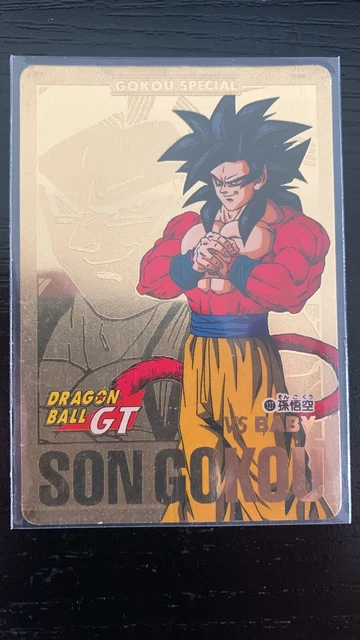 GOKOU SPECIAL
DRAGON
BALL GT
そんごくう
孫悟空
VS BABY
SON GOKOU